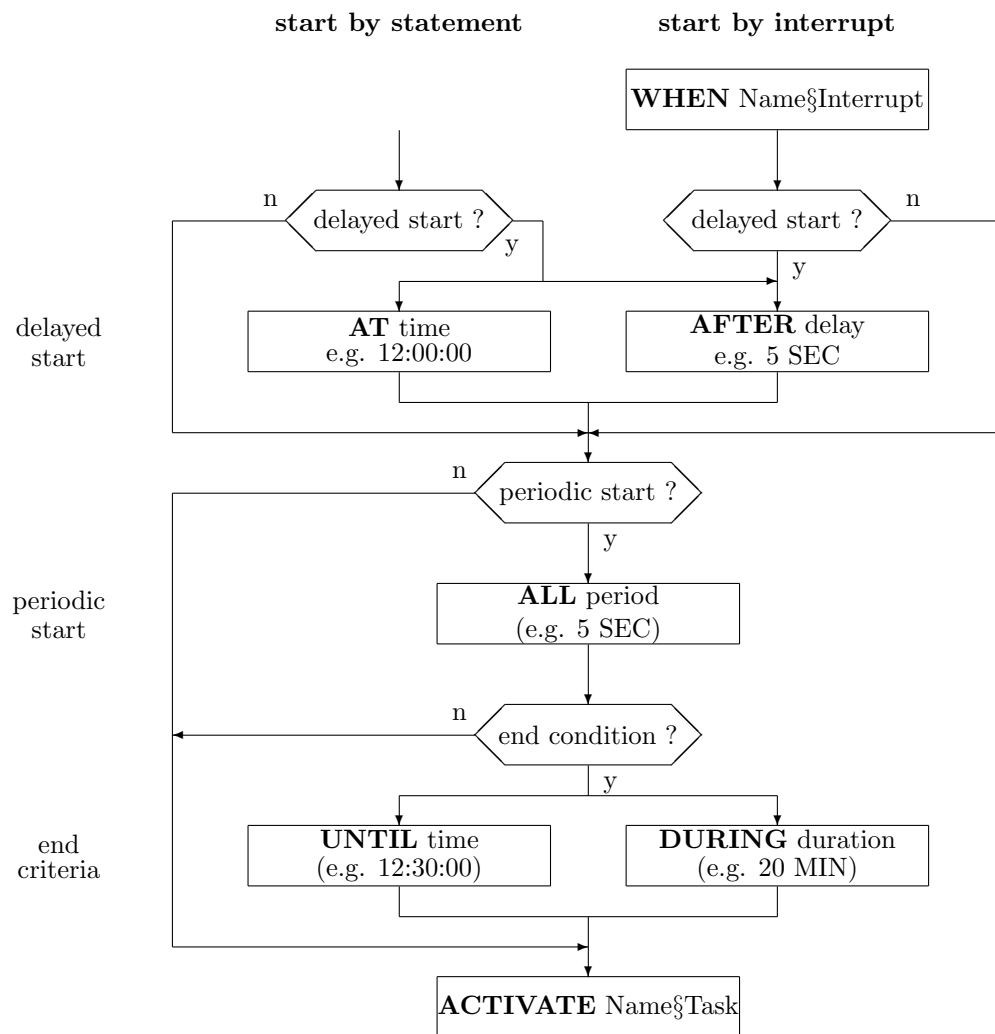 start by statement
start by interrupt
WHEN Name§Interrupt
n
delayed start ?
y
delayed start ?
n
y
delayed
start
AT time
e.g. 12:00:00
AFTER delay
e.g. 5 SEC
n
periodic start ?
y
periodic
start
ALL period
(e.g. 5 SEC)
n
end condition ?
y
end
criteria
UNTIL time
(e.g. 12:30:00)
DURING duration
(e.g. 20 MIN)
ACTIVATE Name§Task